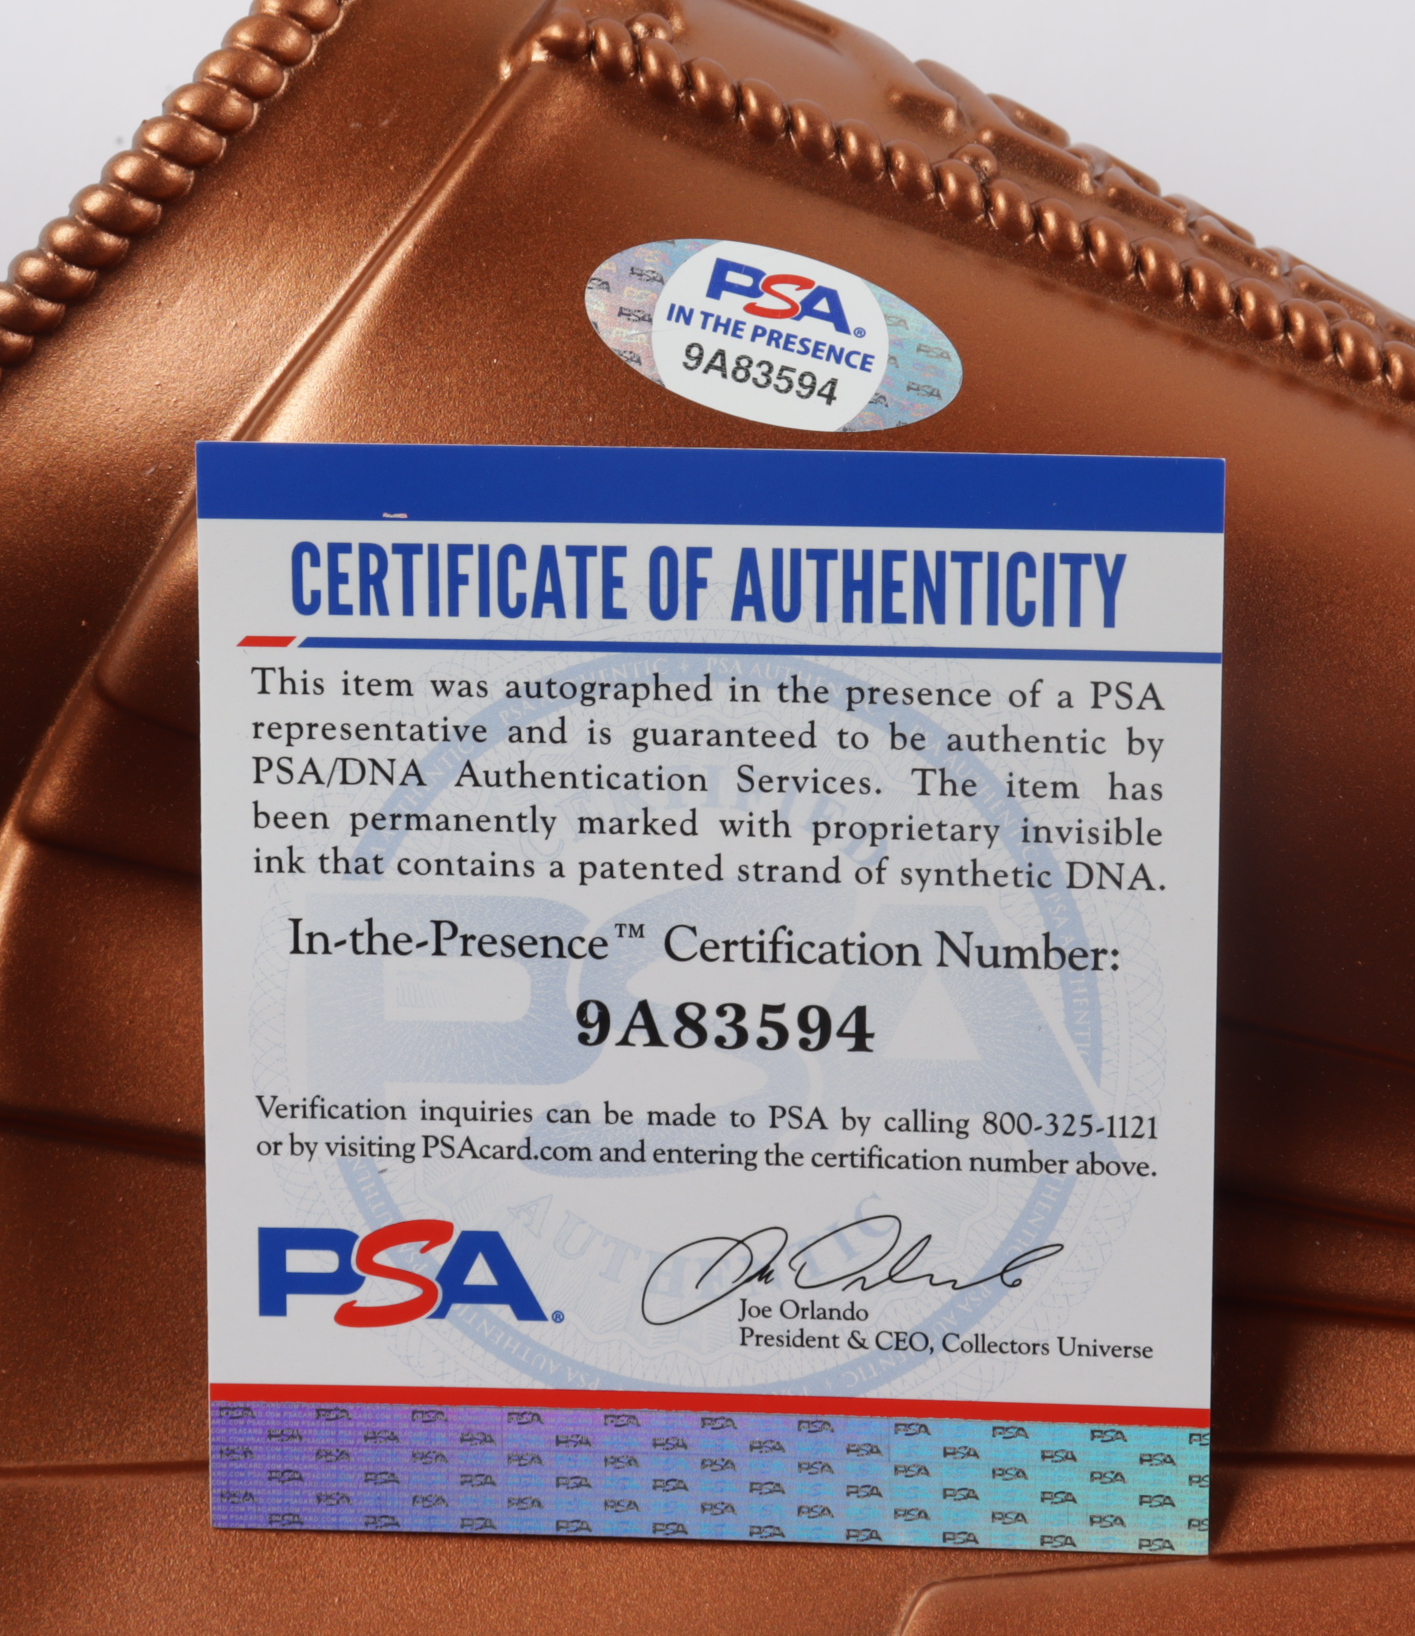 PSA®
IN THE PRESENCE
9A83594
CERTIFICATE OF AUTHENTICITY
This item was autographed in the presence of a PSA
representative and is guaranteed to be authentic by
PSA/DNA Authentication Services. The item has
been permanently marked with proprietary invisible
ink that contains a patented strand of synthetic DNA.
In-the-Presence™ Certification Number:
9A83594
Verification inquiries can be made to PSA by calling 800-325-1121
or by visiting PSAcard.com and entering the certification number above.
CERTIFIED
PSA
AUTHENTIC
PSA®
Joe Orlando
President & CEO, Collectors Universe